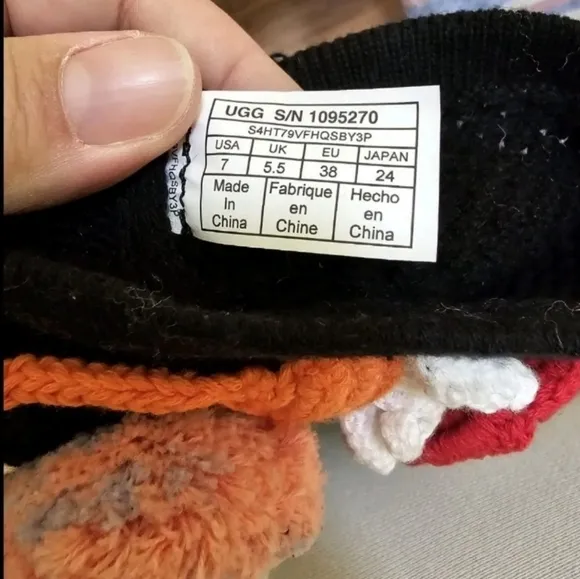 UGG S/N 1095270
S4HT79VFHQSBY3P
USA UK EU JAPAN
7 5.5 38 24
Made Fabrique Hecho
In en en
China Chine China